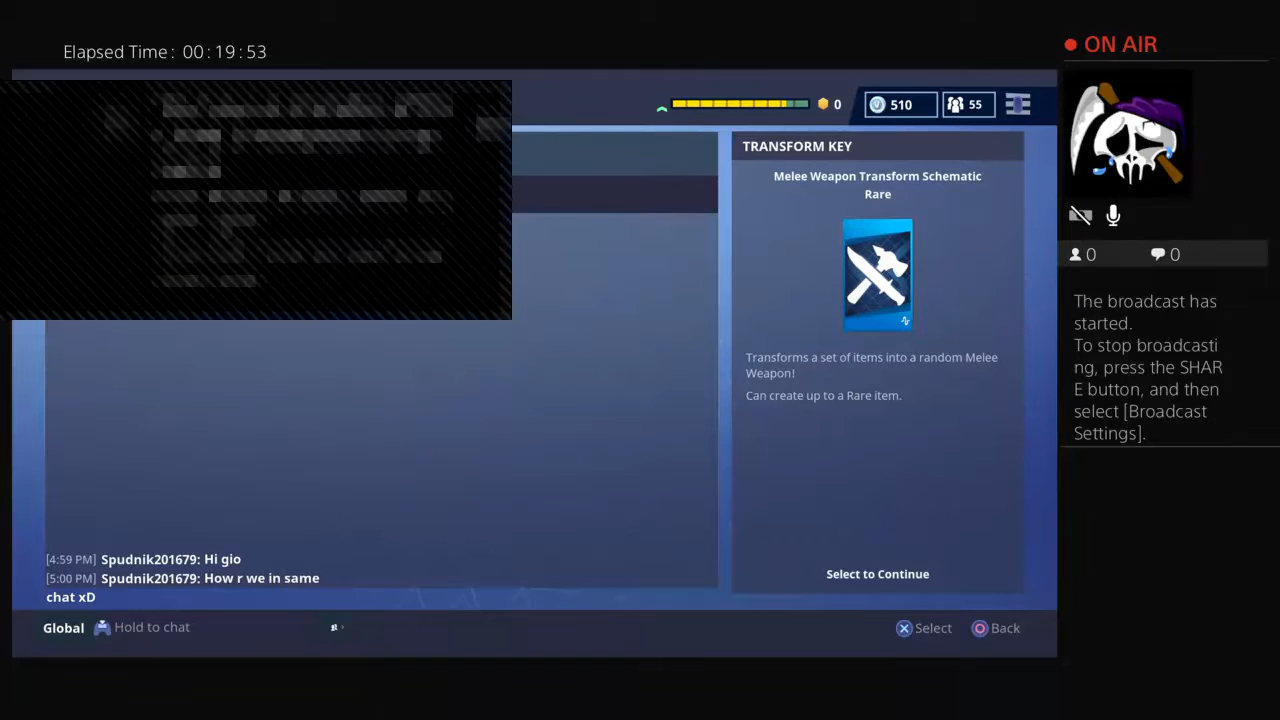 Elapsed Time: 00:19:53
ON AIR
0
510
55
TRANSFORM KEY
Melee Weapon Transform Schematic
Rare
Transforms a set of items into a random Melee
Weapon!
Can create up to a Rare item.
Select to Continue
0
0
The broadcast has
started.
To stop broadcasti
ng, press the SHAR
E button, and then
select [Broadcast
Settings].
[4:59 PM] Spudnik201679: Hi gio
[5:00 PM] Spudnik201679: How r we in same
chat xD
Global
Hold to chat
Select
Back